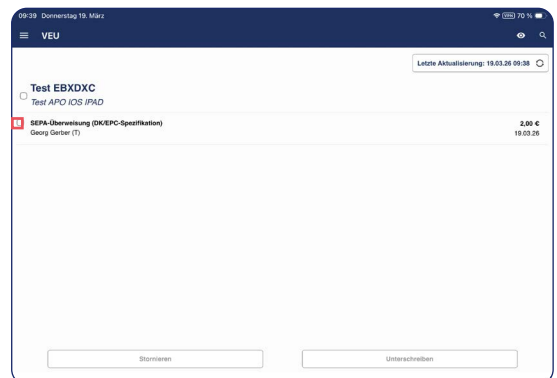 09:39 Donnerstag 19. März
VPN 70 %
VEU
Letzte Aktualisierung: 19.03.26 09:38
Test EBXDXC
Test APO IOS IPAD
SEPA-Überweisung (DK/EPC-Spezifikation) 2,00 €
Georg Gerber (T) 19.03.26
Stornieren Unterschreiben